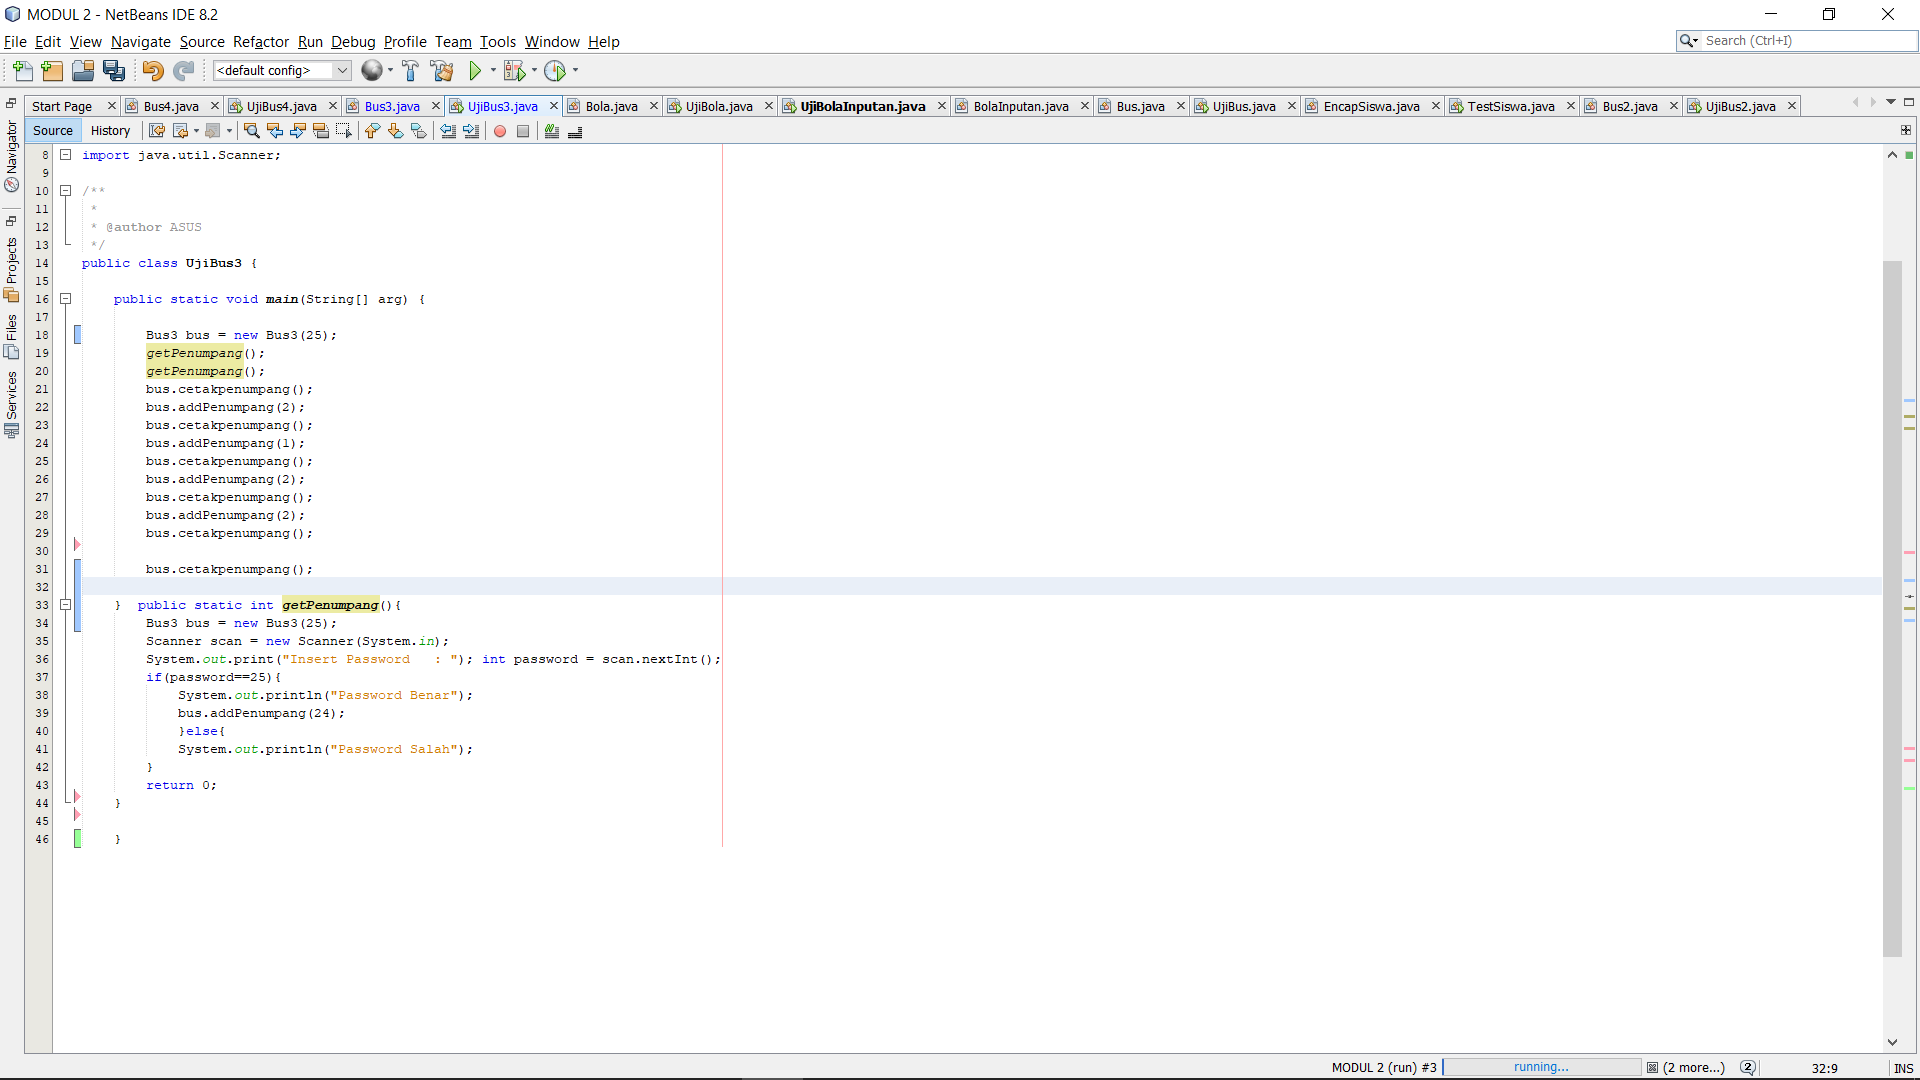 MODUL 2 - NetBeans IDE 8.2
File Edit View Navigate Source Refactor Run Debug Profile Team Tools Window Help
Search (Ctrl+I)
<default config>
Start Page Bus4.java UjiBus4.java Bus3.java UjiBus3.java Bola.java UjiBola.java UjiBolaInputan.java BolaInputan.java Bus.java UjiBus.java EncapSiswa.java TestSiswa.java Bus2.java UjiBus2.java
Source History
Navigator
Projects
Files
Services
8 import java.util.Scanner;
9
10 /**
11 *
12 * @author ASUS
13 */
14 public class UjiBus3 {
15
16 public static void main(String[] arg) {
17
18 Bus3 bus = new Bus3(25);
19 getPenumpang();
20 getPenumpang();
21 bus.cetakpenumpang();
22 bus.addPenumpang(2);
23 bus.cetakpenumpang();
24 bus.addPenumpang(1);
25 bus.cetakpenumpang();
26 bus.addPenumpang(2);
27 bus.cetakpenumpang();
28 bus.addPenumpang(2);
29 bus.cetakpenumpang();
30
31 bus.cetakpenumpang();
32
33 } public static int getPenumpang(){
34 Bus3 bus = new Bus3(25);
35 Scanner scan = new Scanner(System.in);
36 System.out.print("Insert Password   : "); int password = scan.nextInt();
37 if(password==25){
38 System.out.println("Password Benar");
39 bus.addPenumpang(24);
40 }else{
41 System.out.println("Password Salah");
42 }
43 return 0;
44 }
45
46 }
MODUL 2 (run) #3 running... (2 more...) 2 32:9 INS